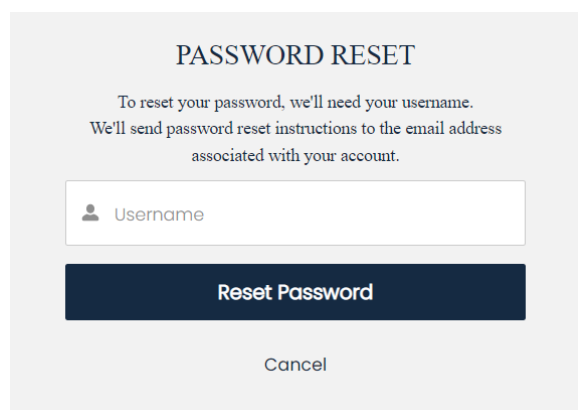 PASSWORD RESET
To reset your password, we'll need your username.
We'll send password reset instructions to the email address
associated with your account.
Username
Reset Password
Cancel